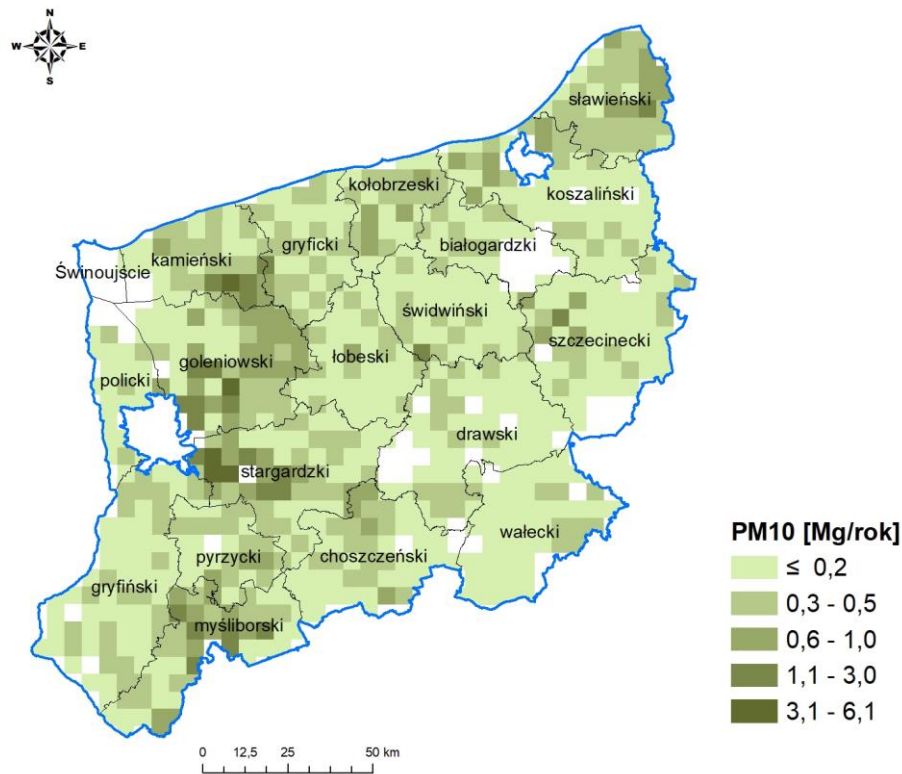 N
W E
S
sławieński
kołobrzeski
koszaliński
gryficki
białogardzki
kamieński
Świnoujście
świdwiński
szczecinecki
goleniowski
łobeski
policki
drawski
stargardzki
wałecki
pyrzycki
choszczeński
gryfiński
myśliborski
PM10 [Mg/rok]
≤ 0,2
0,3 - 0,5
0,6 - 1,0
1,1 - 3,0
3,1 - 6,1
0 12,5 25 50 km